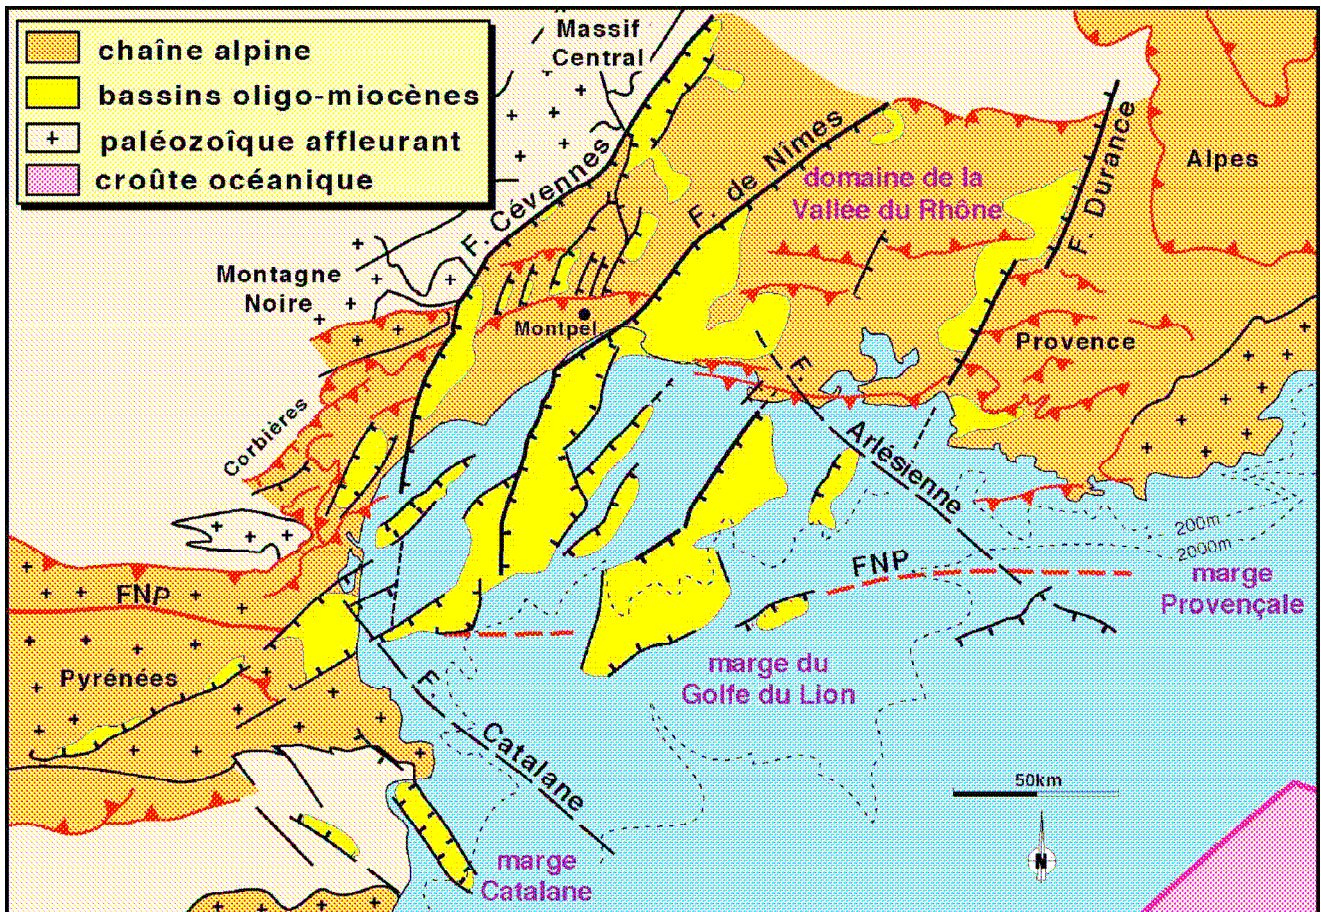 chaîne alpine
bassins oligo-miocènes
paléozoîque affleurant
croûte océanique
Massif
Central
F. Cévennes
F. de Nîmes
domaine de la
Vallée du Rhône
F. Durance
Alpes
Montagne
Noire
Montpel.
Provence
Corbières
F. Arlésienne
200m
2000m
FNP
FNP.
marge
Provençale
Pyrénées
marge du
Golfe du Lion
F. Catalane
50km
N
marge
Catalane